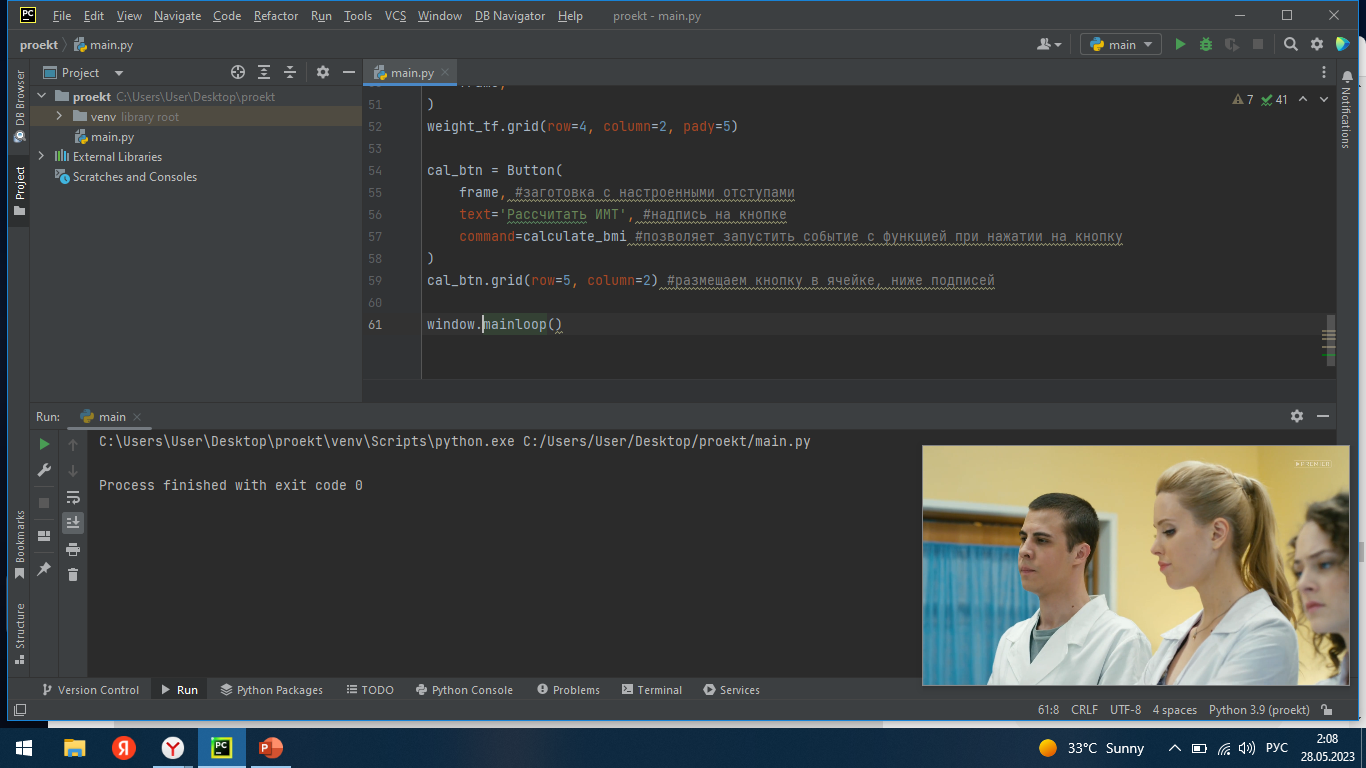 PC File Edit View Navigate Code Refactor Run Tools VCS Window DB Navigator Help proekt - main.py
proekt main.py main
Project main.py
DB Browser
Project
Notifications
proekt C:\Users\User\Desktop\proekt
venv library root
main.py
External Libraries
Scratches and Consoles
7 41
51 )
52 weight_tf.grid(row=4, column=2, pady=5)
53
54 cal_btn = Button(
55 frame, #заготовка с настроенными отступами
56 text='Рассчитать ИМТ', #надпись на кнопке
57 command=calculate_bmi #позволяет запустить событие с функцией при нажатии на кнопку
58 )
59 cal_btn.grid(row=5, column=2) #размещаем кнопку в ячейке, ниже подписей
60
61 window.mainloop()
Run: main
C:\Users\User\Desktop\proekt\venv\Scripts\python.exe C:/Users/User/Desktop/proekt/main.py
Process finished with exit code 0
PREMIER
Bookmarks
Structure
Version Control Run Python Packages TODO Python Console Problems Terminal Services
61:8 CRLF UTF-8 4 spaces Python 3.9 (proekt)
Я Y PC P 33°C Sunny РУС 2:08
28.05.2023